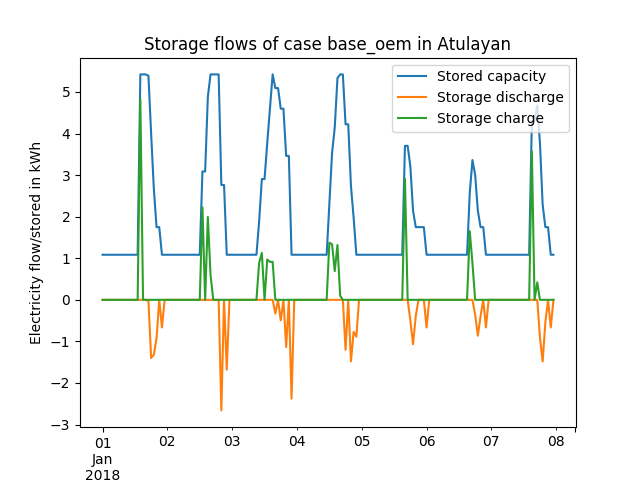 Storage flows of case base_oem in Atulayan
Stored capacity
Storage discharge
Storage charge
Electricity flow/stored in kWh
5
4
3
2
1
0
−1
−2
−3
01 02 03 04 05 06 07 08
Jan
2018